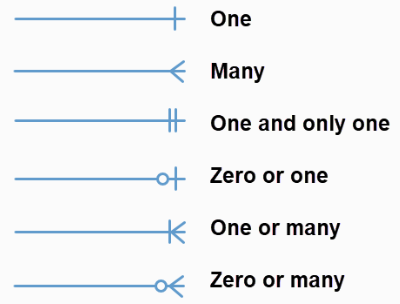 One
Many
One and only one
Zero or one
One or many
Zero or many